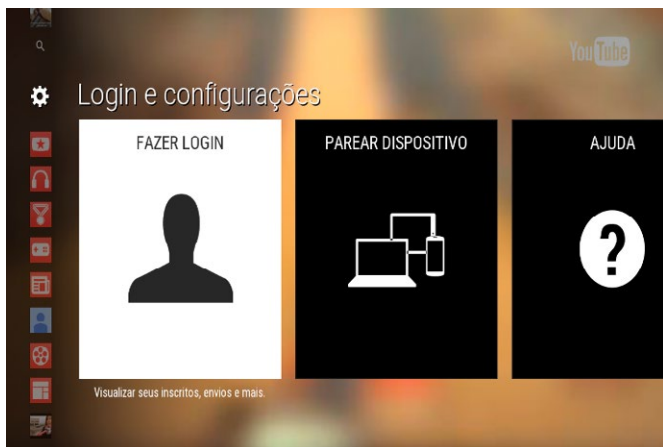 YouTube
Login e configurações
FAZER LOGIN
PAREAR DISPOSITIVO
AJUDA
?
Visualizar seus inscritos, envios e mais.